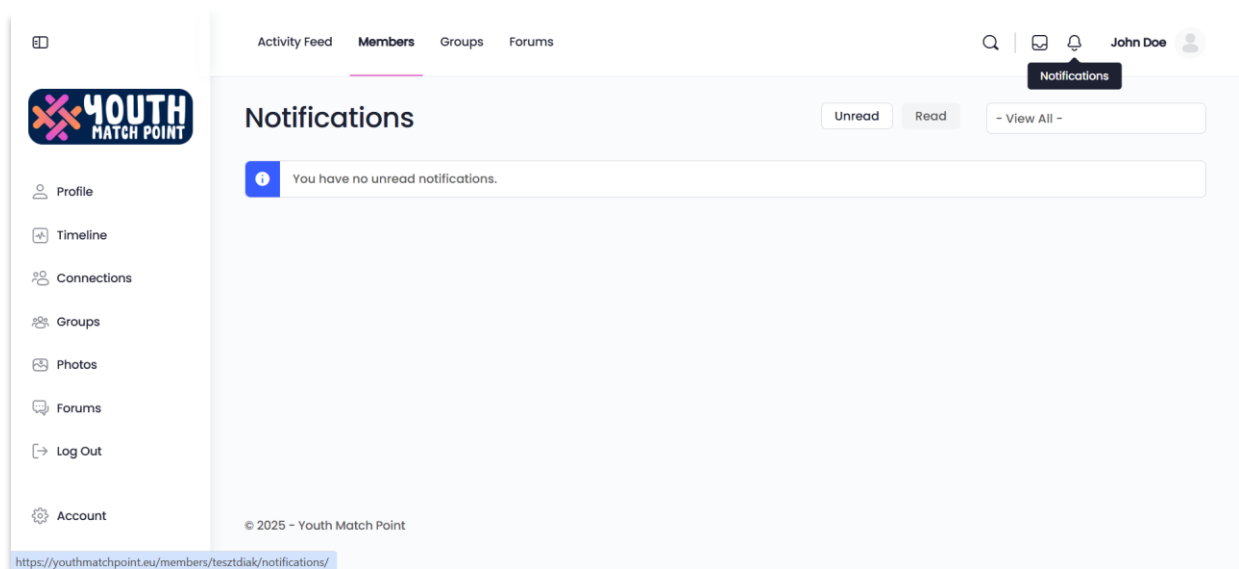 Activity Feed Members Groups Forums John Doe
Notifications
YOUTH
MATCH POINT
Notifications Unread Read - View All -
You have no unread notifications.
Profile
Timeline
Connections
Groups
Photos
Forums
Log Out
Account
© 2025 - Youth Match Point
https://youthmatchpoint.eu/members/tesztdiak/notifications/